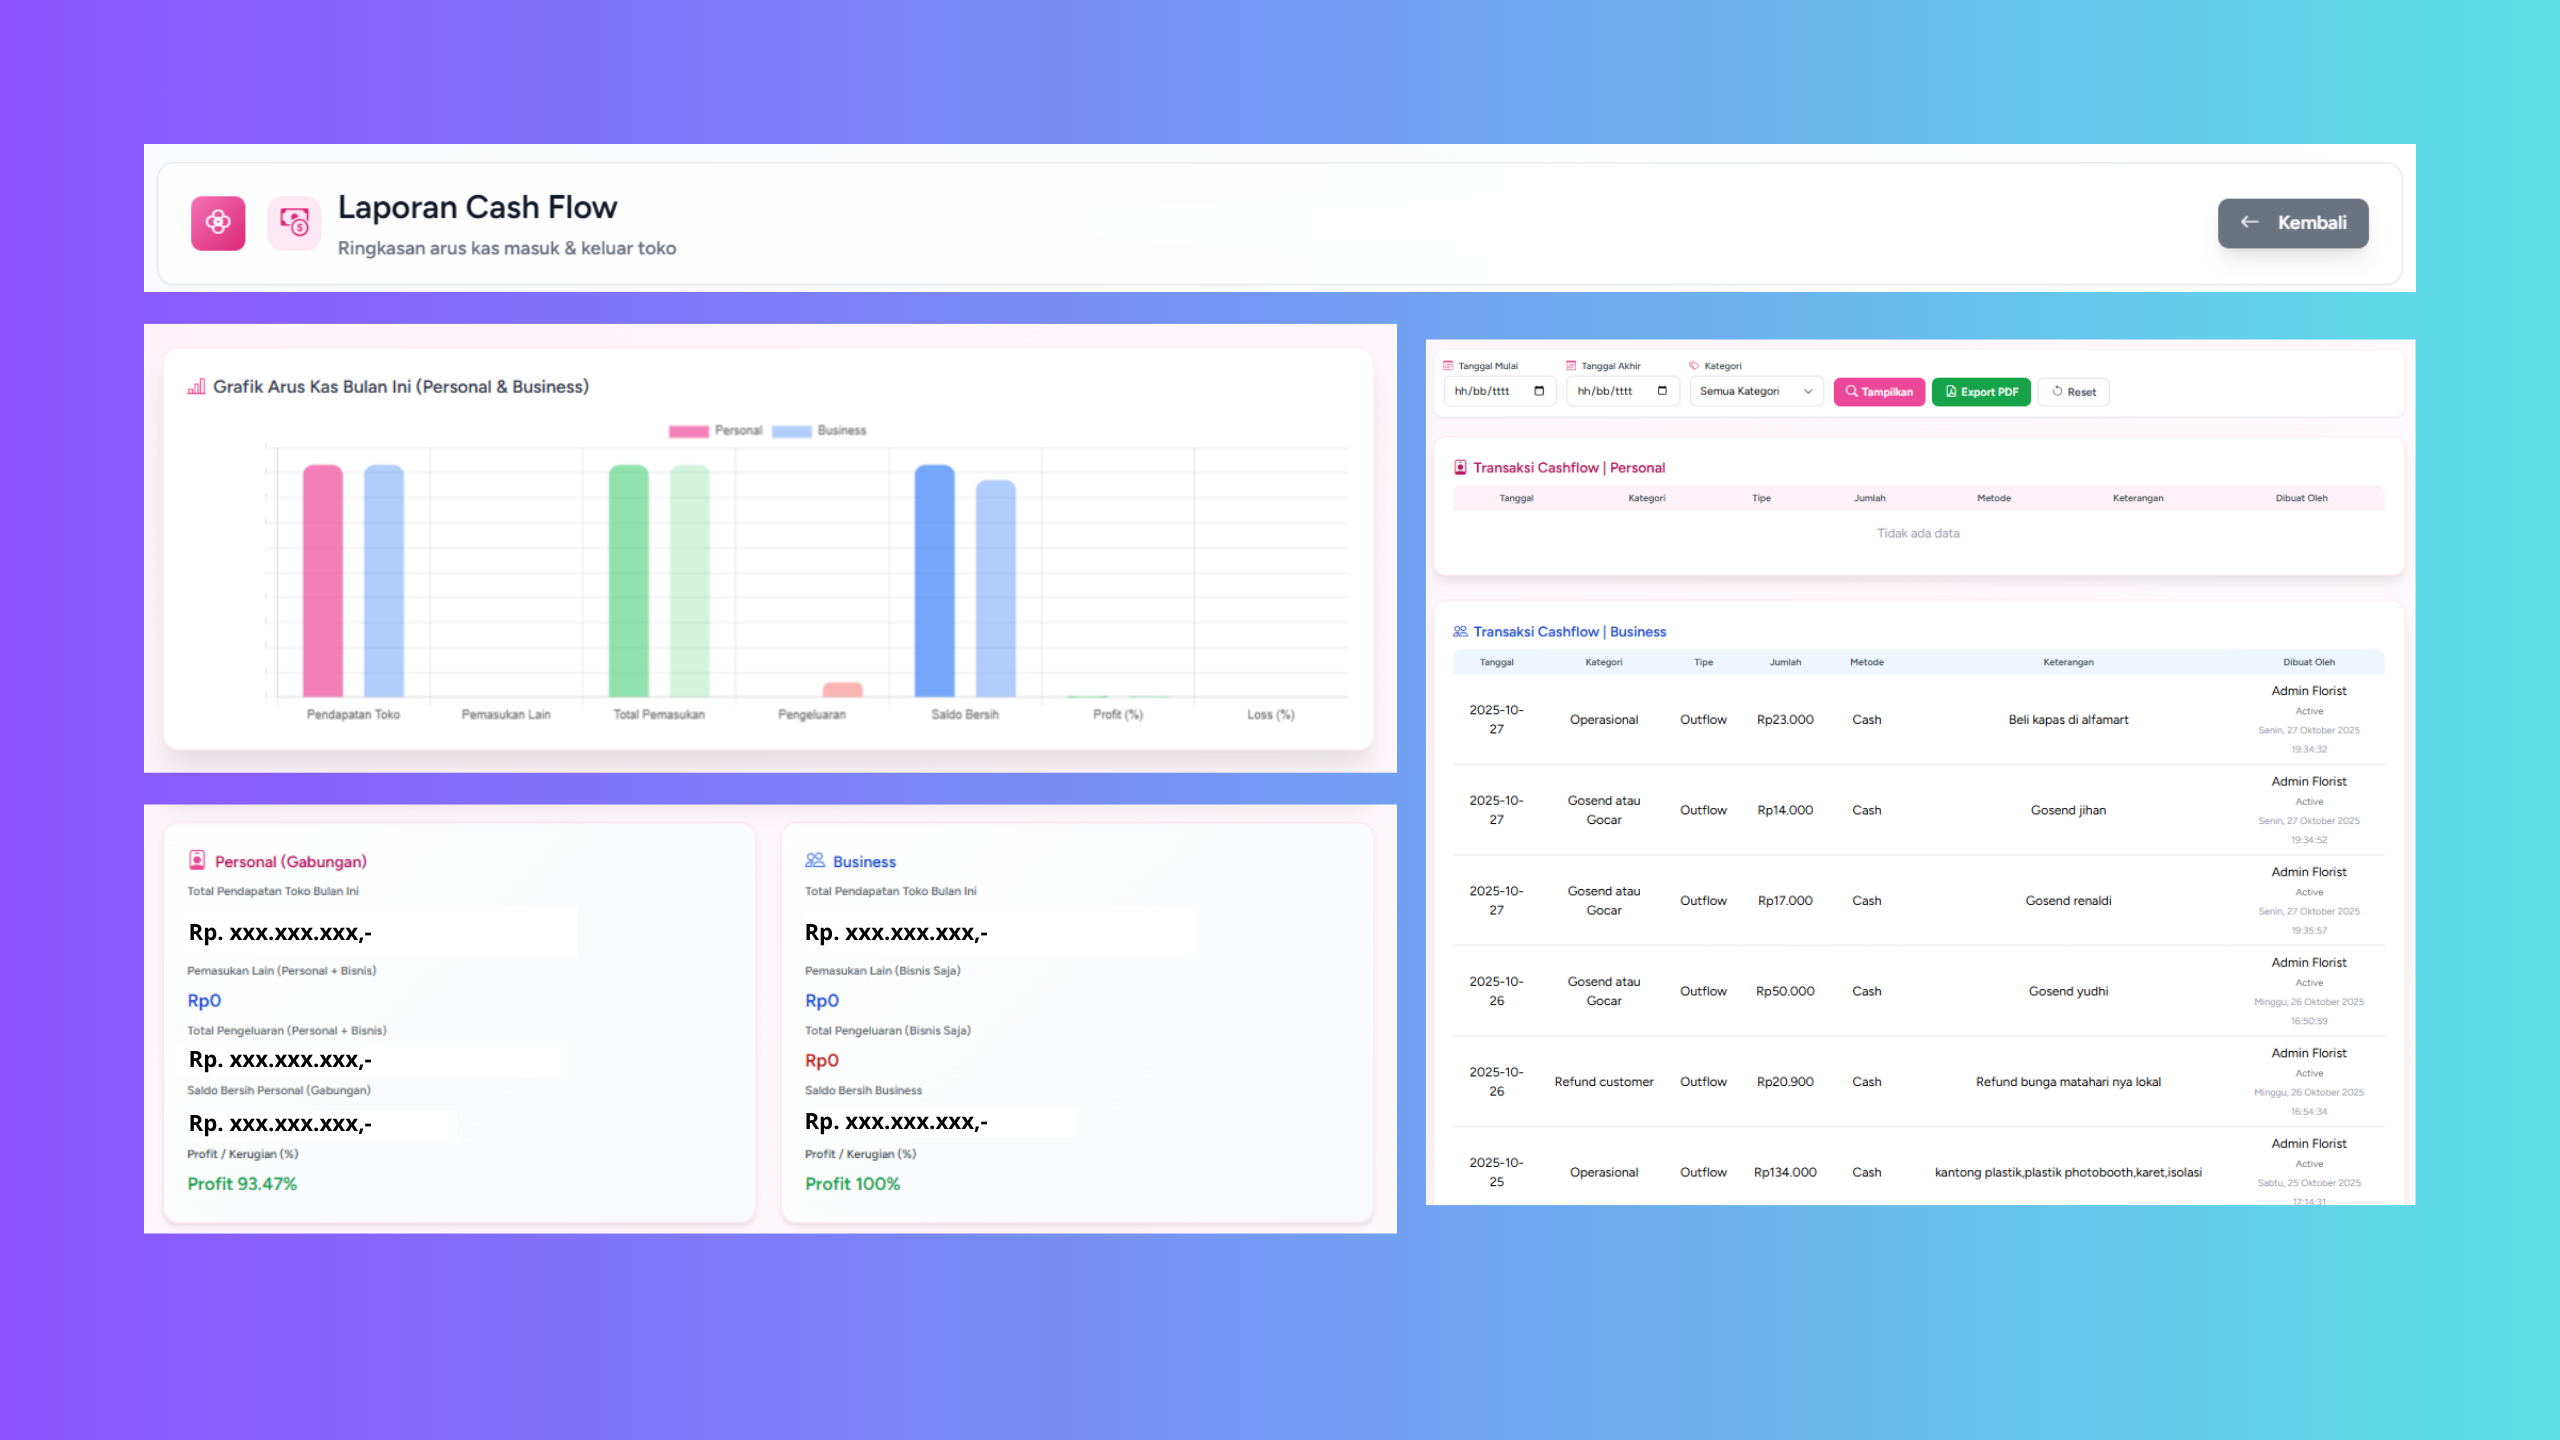 Laporan Cash Flow
Ringkasan arus kas masuk & keluar toko
Kembali
Grafik Arus Kas Bulan Ini (Personal & Business)
Personal Business
Pendapatan Toko Pemasukan Lain Total Pemasukan Pengeluaran Saldo Bersih Profit (%) Loss (%)
Personal (Gabungan)
Total Pendapatan Toko Bulan Ini
Rp. xxx.xxx.xxx,-
Pemasukan Lain (Personal + Bisnis)
Rp0
Total Pengeluaran (Personal + Bisnis)
Rp. xxx.xxx.xxx,-
Saldo Bersih Personal (Gabungan)
Rp. xxx.xxx.xxx,-
Profit / Kerugian (%)
Profit 93.47%
Business
Total Pendapatan Toko Bulan Ini
Rp. xxx.xxx.xxx,-
Pemasukan Lain (Bisnis Saja)
Rp0
Total Pengeluaran (Bisnis Saja)
Rp0
Saldo Bersih Business
Rp. xxx.xxx.xxx,-
Profit / Kerugian (%)
Profit 100%
Tanggal Mulai Tanggal Akhir Kategori
hh/bb/tttt hh/bb/tttt Semua Kategori Tampilkan Export PDF Reset
Transaksi Cashflow | Personal
Tanggal Kategori Tipe Jumlah Metode Keterangan Dibuat Oleh
Tidak ada data
Transaksi Cashflow | Business
Tanggal Kategori Tipe Jumlah Metode Keterangan Dibuat Oleh
2025-10-
27
Operasional Outflow Rp23.000 Cash Beli kapas di alfamart
Admin Florist
Active
Senin, 27 Oktober 2025
19:34:32
2025-10-
27
Gosend atau
Gocar
Outflow Rp14.000 Cash Gosend jihan
Admin Florist
Active
Senin, 27 Oktober 2025
19:34:52
2025-10-
27
Gosend atau
Gocar
Outflow Rp17.000 Cash Gosend renaldi
Admin Florist
Active
Senin, 27 Oktober 2025
19:35:57
2025-10-
26
Gosend atau
Gocar
Outflow Rp50.000 Cash Gosend yudhi
Admin Florist
Active
Minggu, 26 Oktober 2025
16:50:59
2025-10-
26
Refund customer Outflow Rp20.900 Cash Refund bunga matahari nya lokal
Admin Florist
Active
Minggu, 26 Oktober 2025
16:54:34
2025-10-
25
Operasional Outflow Rp134.000 Cash kantong plastik,plastik photobooth,karet,isolasi
Admin Florist
Active
Sabtu, 25 Oktober 2025
17:14:31